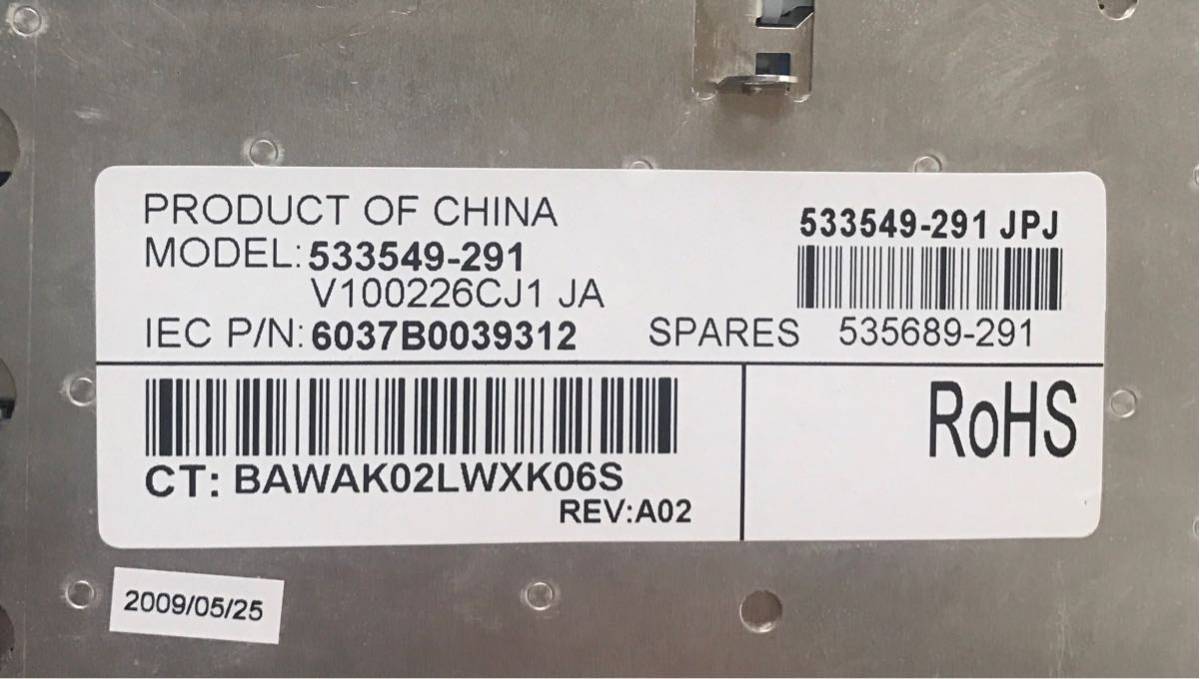 PRODUCT OF CHINA
MODEL: 533549-291
V100226CJ1 JA
IEC P/N: 6037B0039312
533549-291 JPJ
SPARES 535689-291
CT: BAWAK02LWXK06S
REV:A02
RoHS
2009/05/25